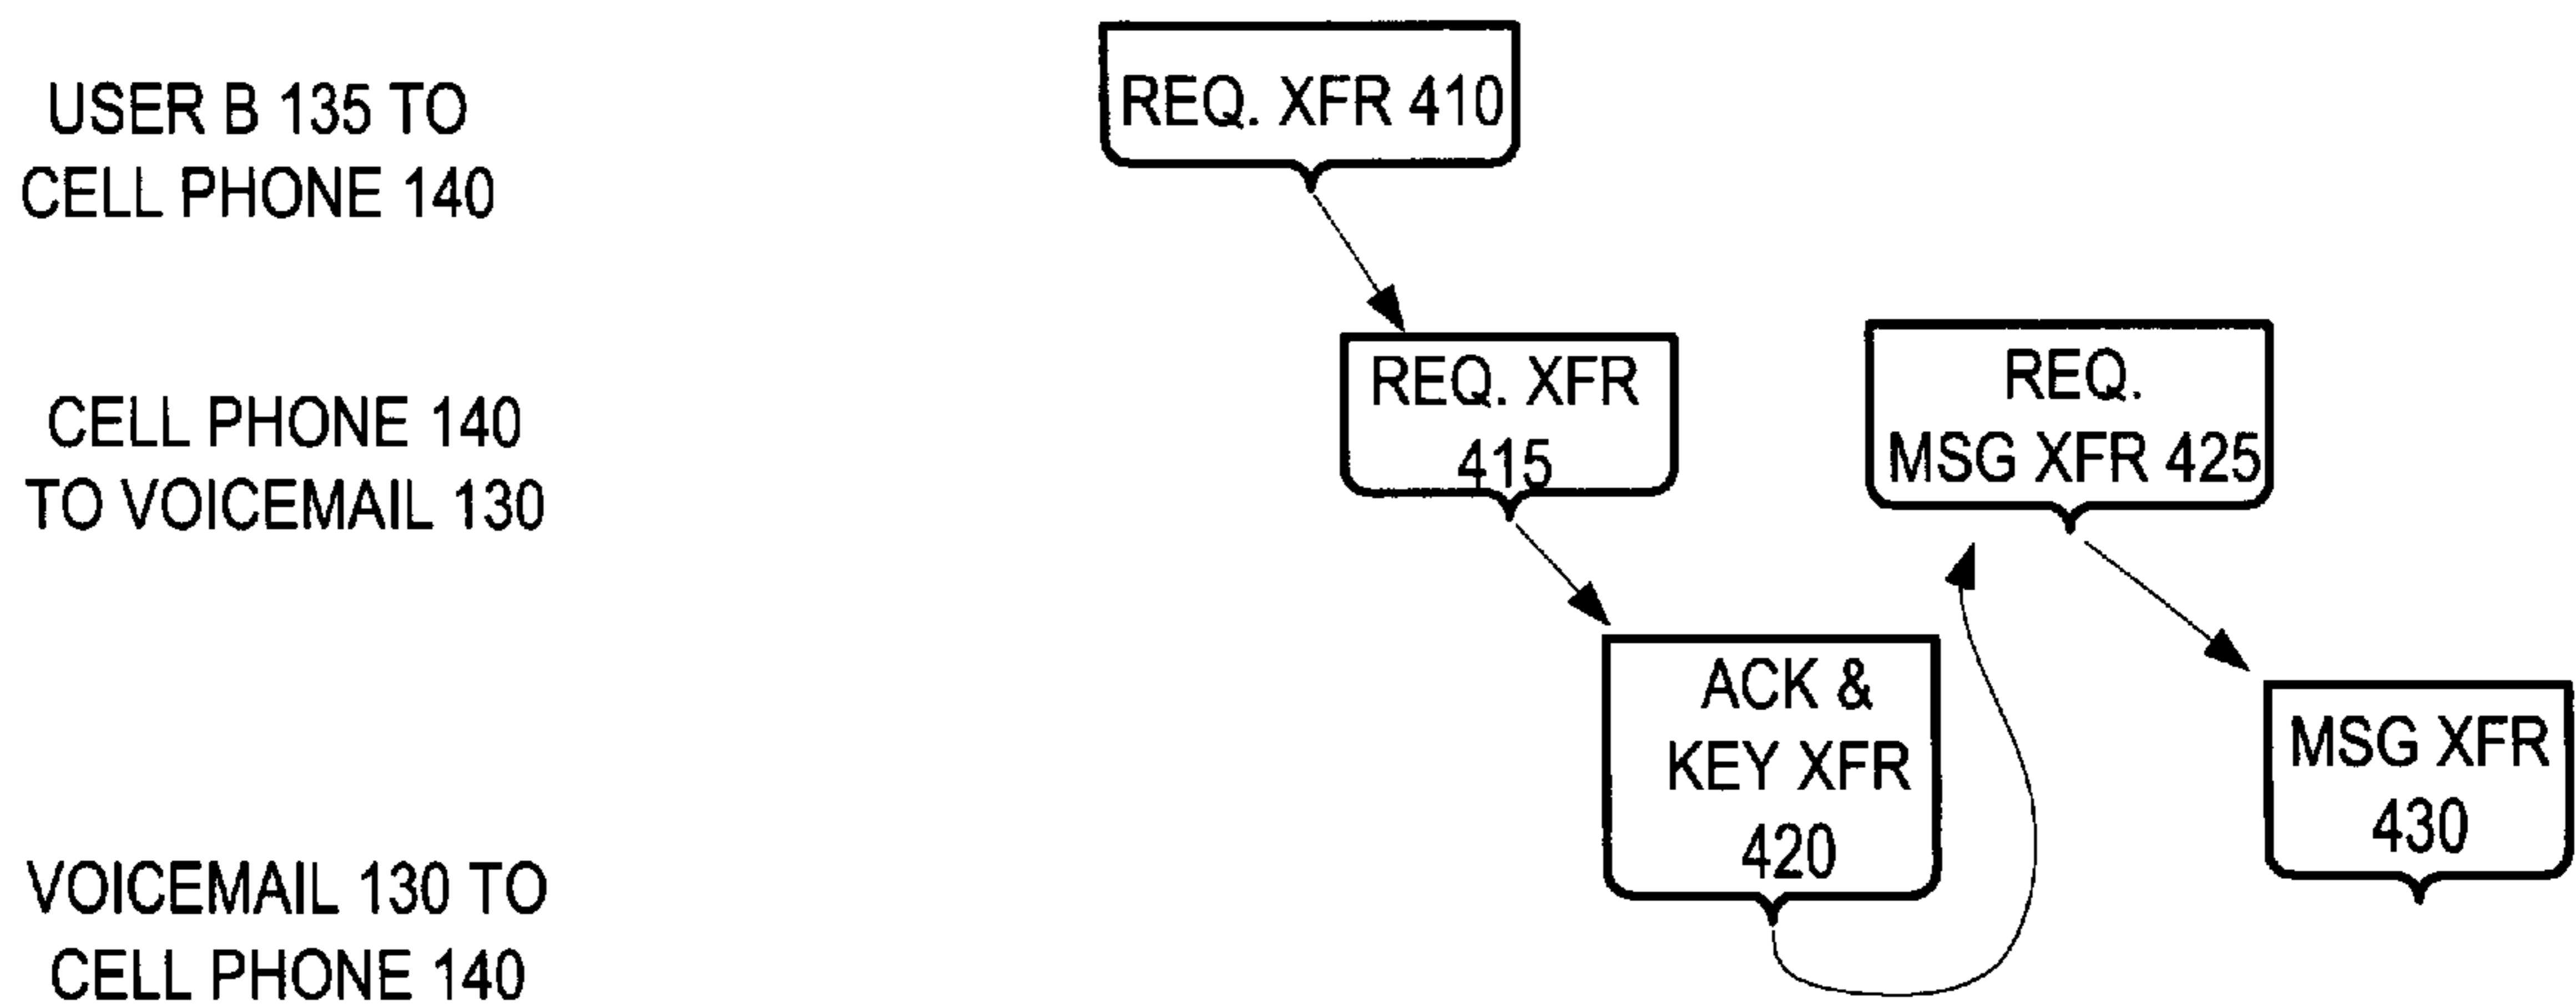 USER B 135 TO
CELL PHONE 140
REQ. XFR 410
CELL PHONE 140
TO VOICEMAIL 130
REQ. XFR
415
REQ.
MSG XFR 425
VOICEMAIL 130 TO
CELL PHONE 140
ACK &
KEY XFR
420
MSG XFR
430